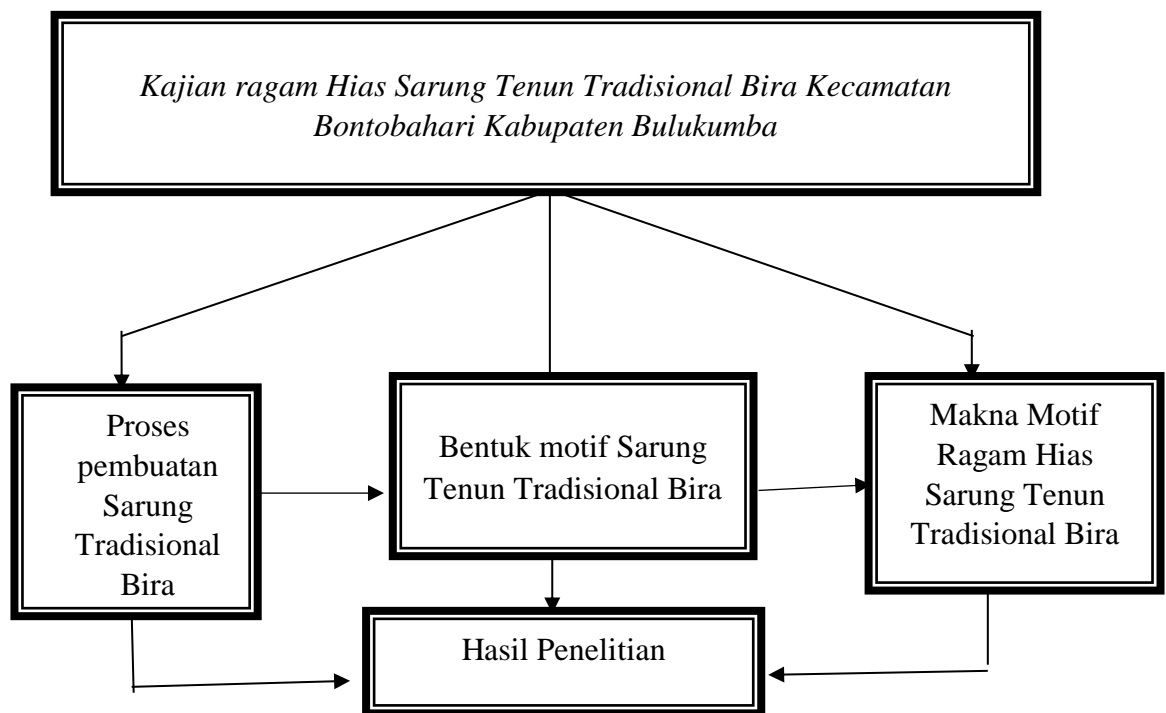 Kajian ragam Hias Sarung Tenun Tradisional Bira Kecamatan
Bontobahari Kabupaten Bulukumba
Proses
pembuatan
Sarung
Tradisional
Bira
Bentuk motif Sarung
Tenun Tradisional Bira
Makna Motif
Ragam Hias
Sarung Tenun
Tradisional Bira
Hasil Penelitian